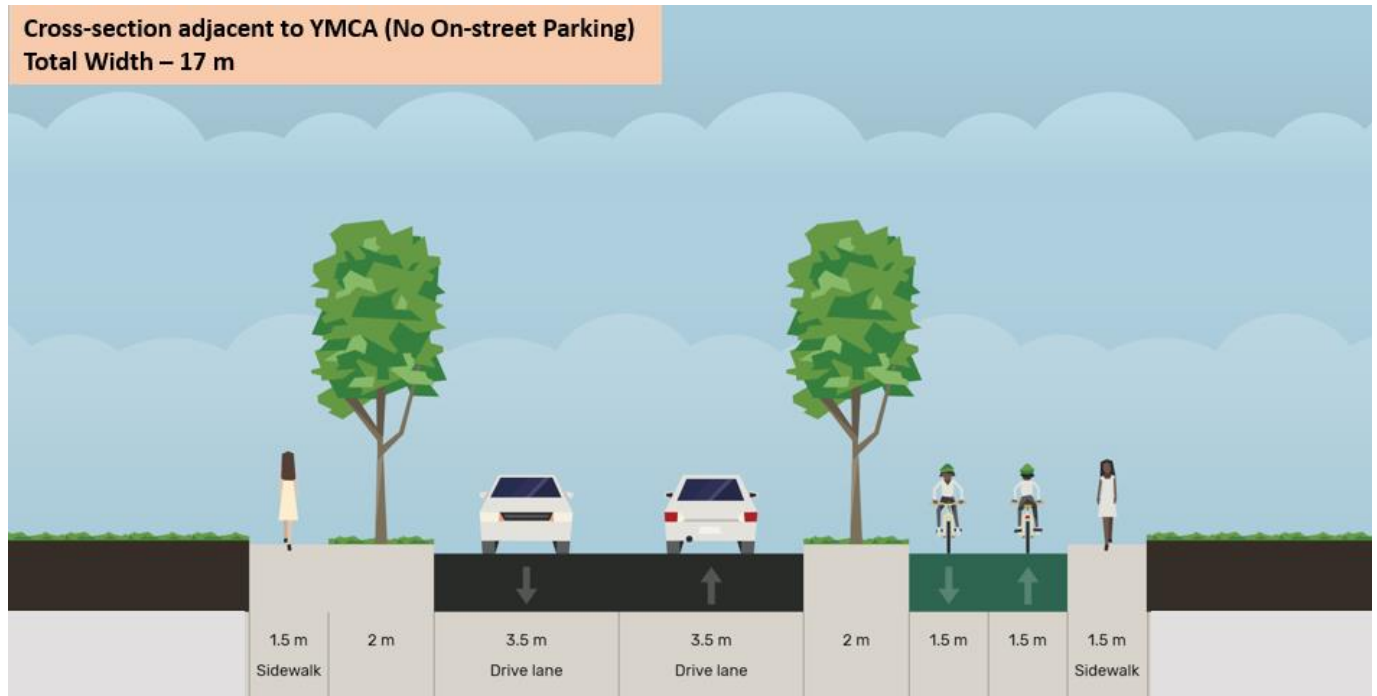 Cross-section adjacent to YMCA (No On-street Parking)
Total Width – 17 m
1.5 m
Sidewalk
2 m
3.5 m
Drive lane
3.5 m
Drive lane
2 m
1.5 m
1.5 m
1.5 m
Sidewalk